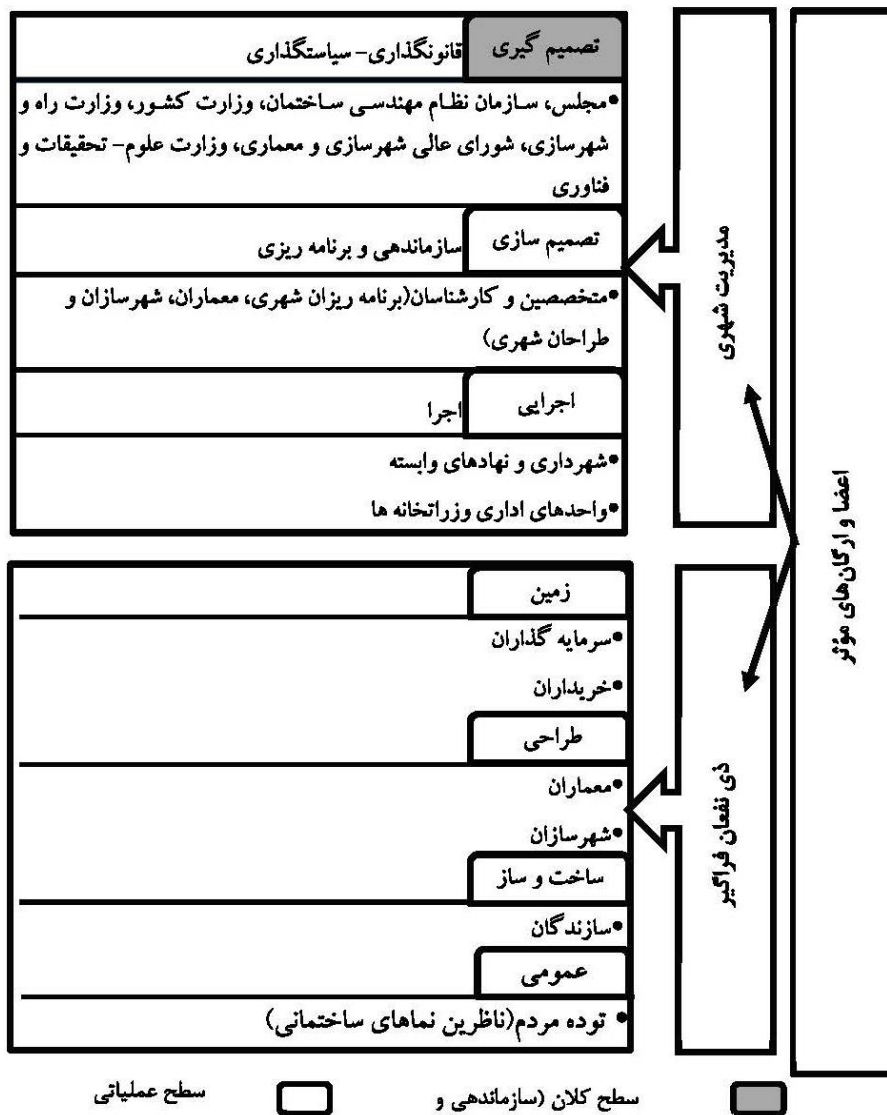 اعضا و ارگان‌های مؤثر
مدیریت شهری
تصمیم گیری
قانونگذاری- سیاستگذاری
•مجلس، سازمان نظام مهندسی ساختمان، وزارت کشور، وزارت راه و
شهرسازی، شورای عالی شهرسازی و معماری، وزارت علوم- تحقیقات و
فناوری
تصمیم سازی
سازماندهی و برنامه ریزی
•متخصصین و کارشناسان(برنامه ریزان شهری، معماران، شهرسازان و
طراحان شهری)
اجرایی
اجرا
•شهرداری و نهادهای وابسته
•واحدهای اداری وزراتخانه ها
ذی نفعان فراگیر
زمین
•سرمایه گذاران
•خریداران
طراحی
•معماران
•شهرسازان
ساخت و ساز
•سازندگان
عمومی
• توده مردم(ناظرین نماهای ساختمانی)
سطح کلان (سازماندهی و
سطح عملیاتی